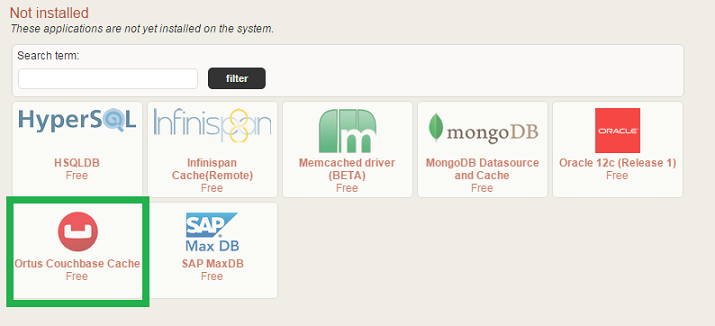 Not installed
These applications are not yet installed on the system.
Search term:
filter
HyperSQL
Infinispan
m
mongoDB
ORACLE
HSQLDB
Free
Infinispan
Cache(Remote)
Free
Memcached driver
(BETA)
Free
MongoDB Datasource
and Cache
Free
Oracle 12c (Release 1)
Free
SAP
Max DB
Ortus Couchbase Cache
Free
SAP MaxDB
Free